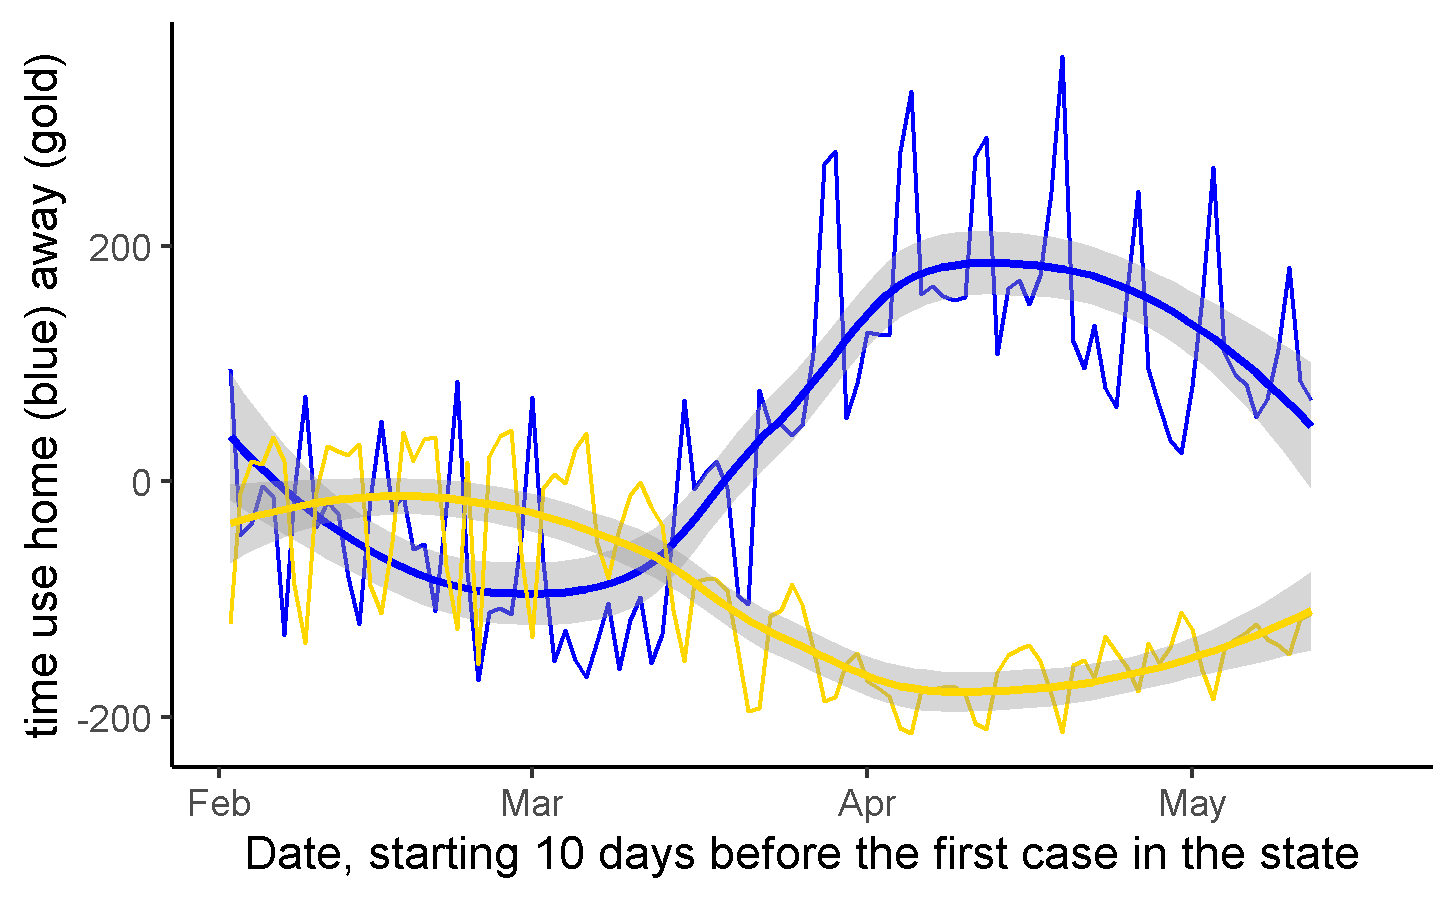 time use home (blue) away (gold)
200
0
-200
Feb
Mar
Apr
May
Date, starting 10 days before the first case in the state